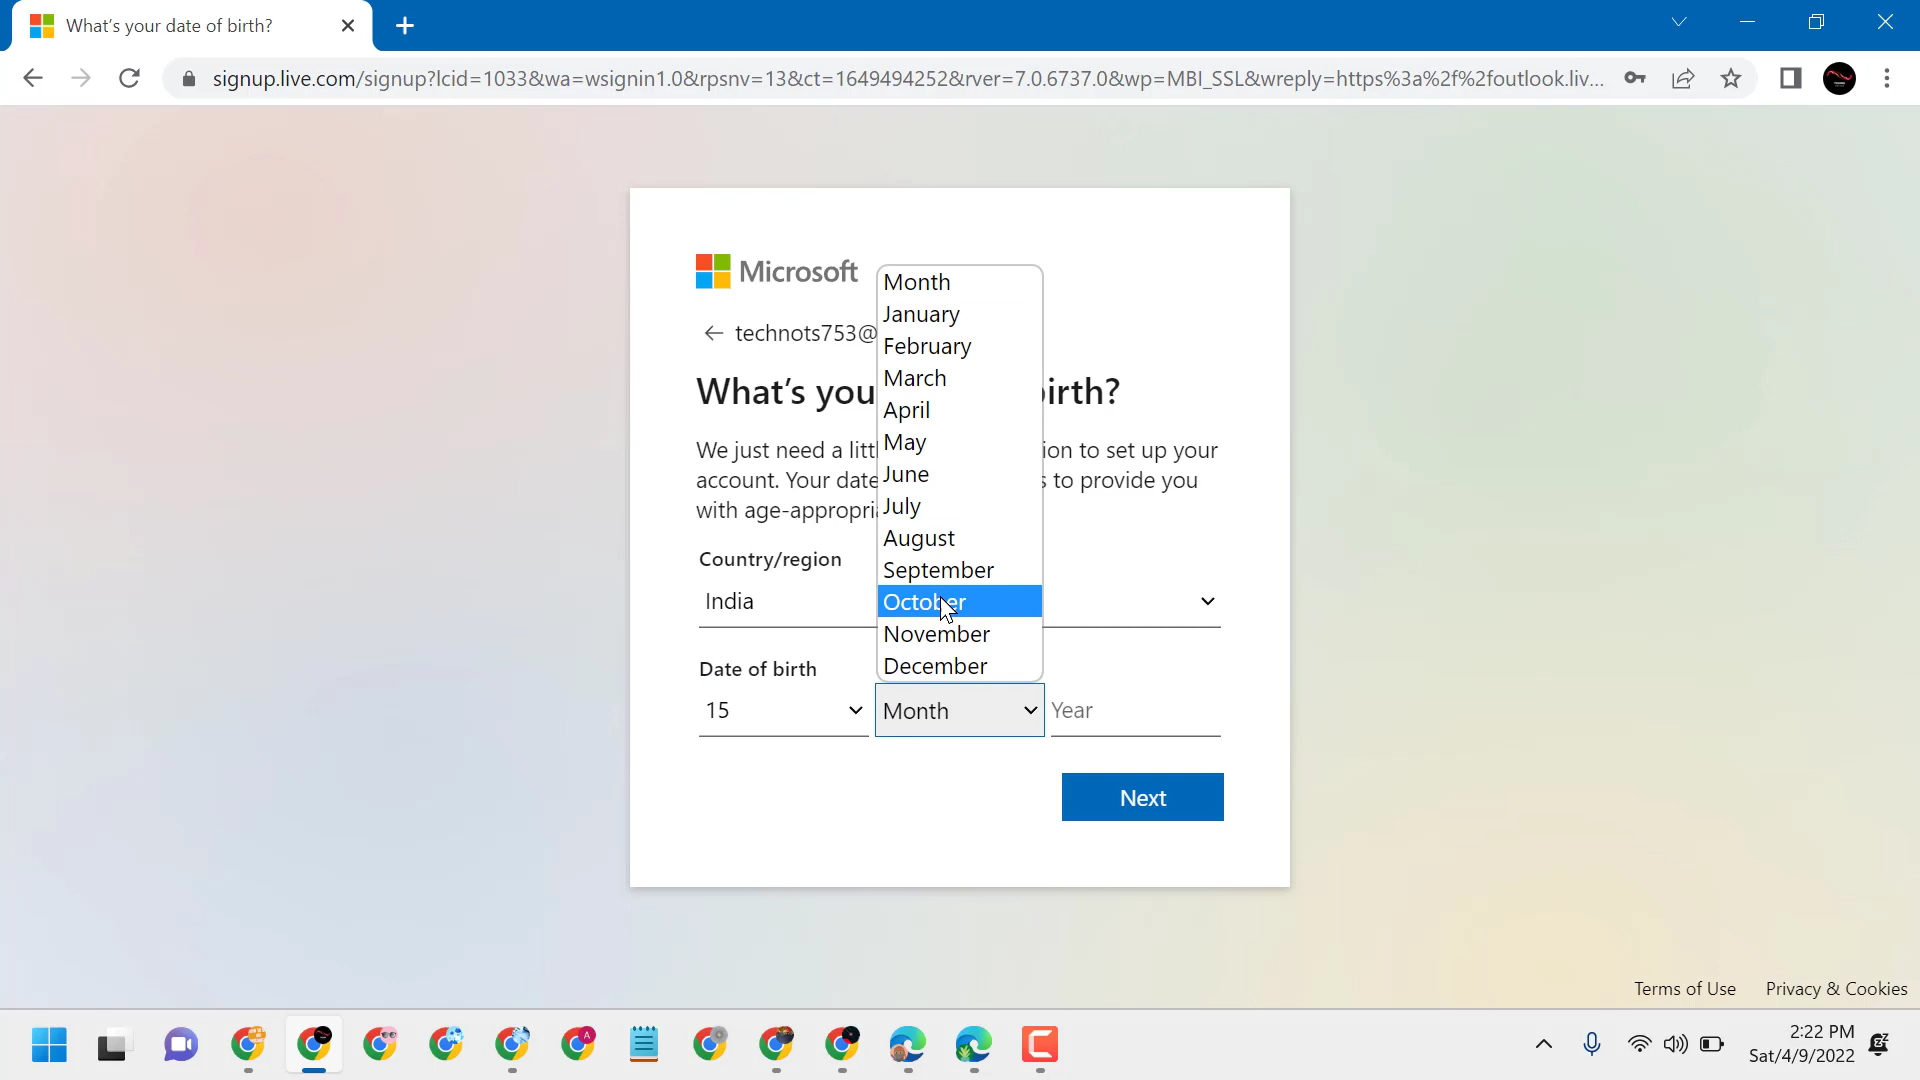 What's your date of birth?
signup.live.com/signup?lcid=1033&wa=wsignin1.0&rpsnv=13&ct=1649494252&rver=7.0.6737.0&wp=MBI_SSL&wreply=https%3a%2f%2foutlook.liv...
Microsoft
technots753@
What's you
irth?
We just need a litt
ion to set up your
account. Your date
s to provide you
with age-appropri
Country/region
India
Month
January
February
March
April
May
June
July
August
September
October
November
December
Date of birth
15
Month
Year
Next
Terms of Use
Privacy & Cookies
A
2:22 PM
Sat/4/9/2022